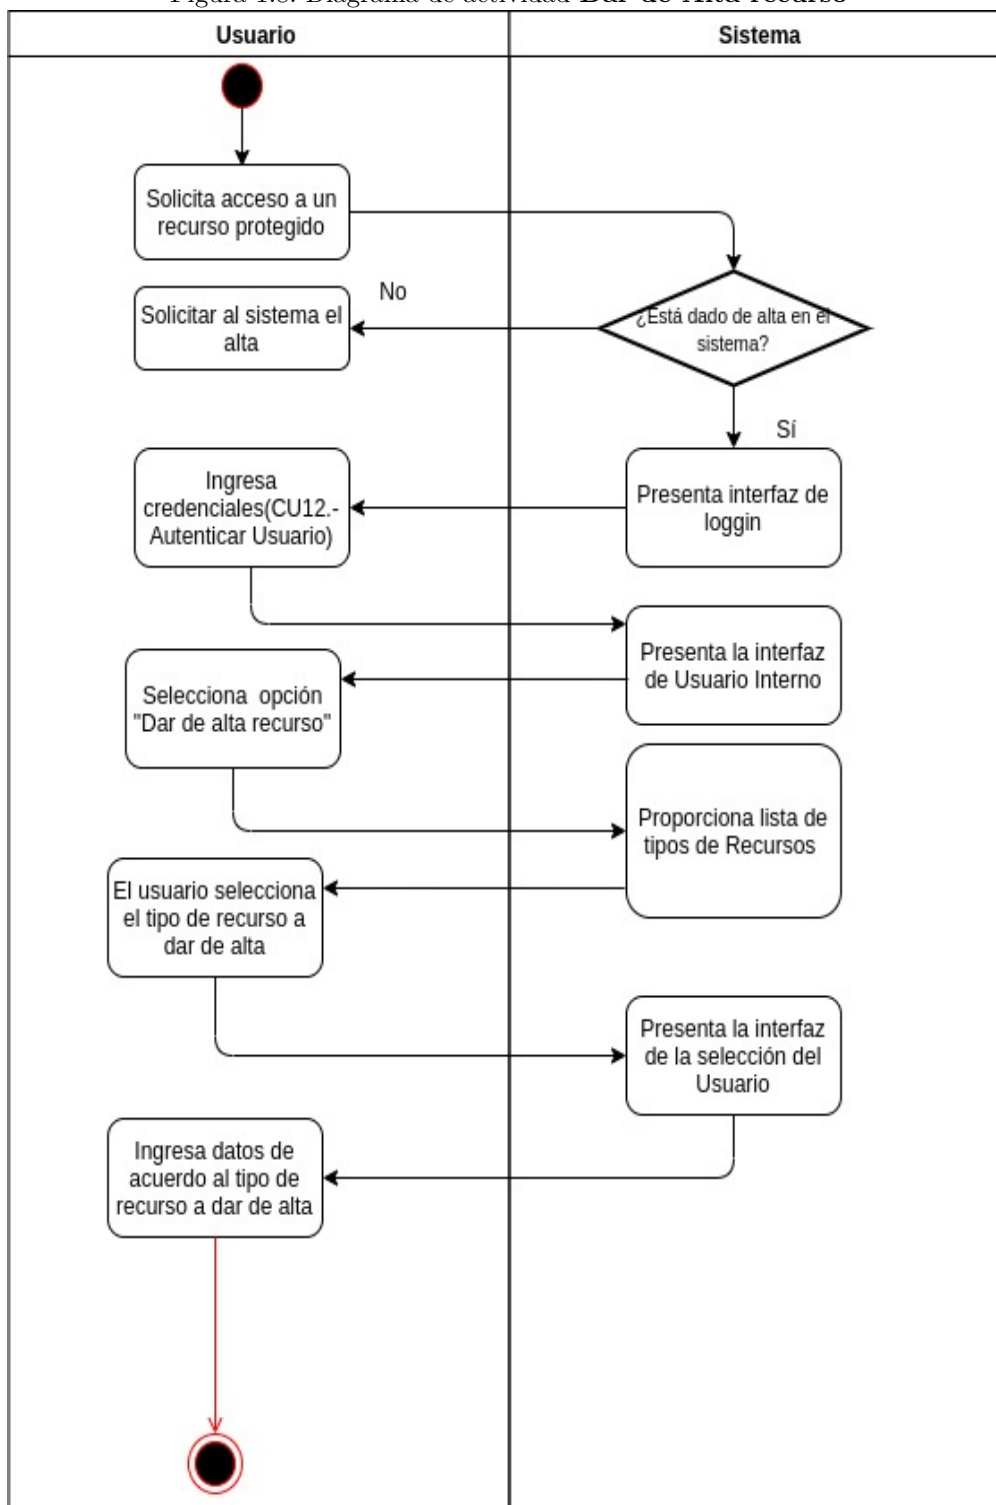 Figura 1.8: Diagrama de actividad Dar de Alta recurso
Usuario
Sistema
Solicita acceso a un
recurso protegido
¿Está dado de alta en el
sistema?
No
Solicitar al sistema el
alta
Sí
Presenta interfaz de
loggin
Ingresa
credenciales(CU12.-
Autenticar Usuario)
Presenta la interfaz
de Usuario Interno
Selecciona opción
"Dar de alta recurso"
Proporciona lista de
tipos de Recursos
El usuario selecciona
el tipo de recurso a
dar de alta
Presenta la interfaz
de la selección del
Usuario
Ingresa datos de
acuerdo al tipo de
recurso a dar de alta